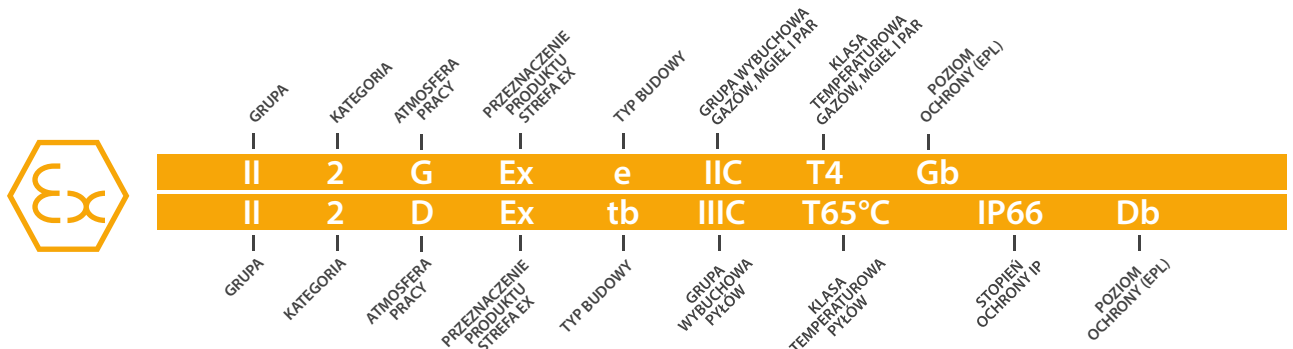 GRUPA
KATEGORIA
ATMOSFERA
PRACY
PRZEZNACZENIE
PRODUKTU
STREFA EX
TYP BUDOWY
GRUPA WYBUCHOWA
GAZÓW, MGIEŁ I PAR
KLASA
TEMPERATUROWA
GAZÓW, MGIEŁ I PAR
POZIOM
OCHRONY (EPL)
Ex
II 2 G Ex e IIC T4 Gb
II 2 D Ex tb IIIC T65°C IP66 Db
GRUPA
KATEGORIA
ATMOSFERA
PRACY
PRZEZNACZENIE
PRODUKTU
STREFA EX
TYP BUDOWY
GRUPA
WYBUCHOWA
PYŁÓW
KLASA
TEMPERATUROWA
PYŁÓW
STOPIEŃ
OCHRONY IP
POZIOM
OCHRONY (EPL)